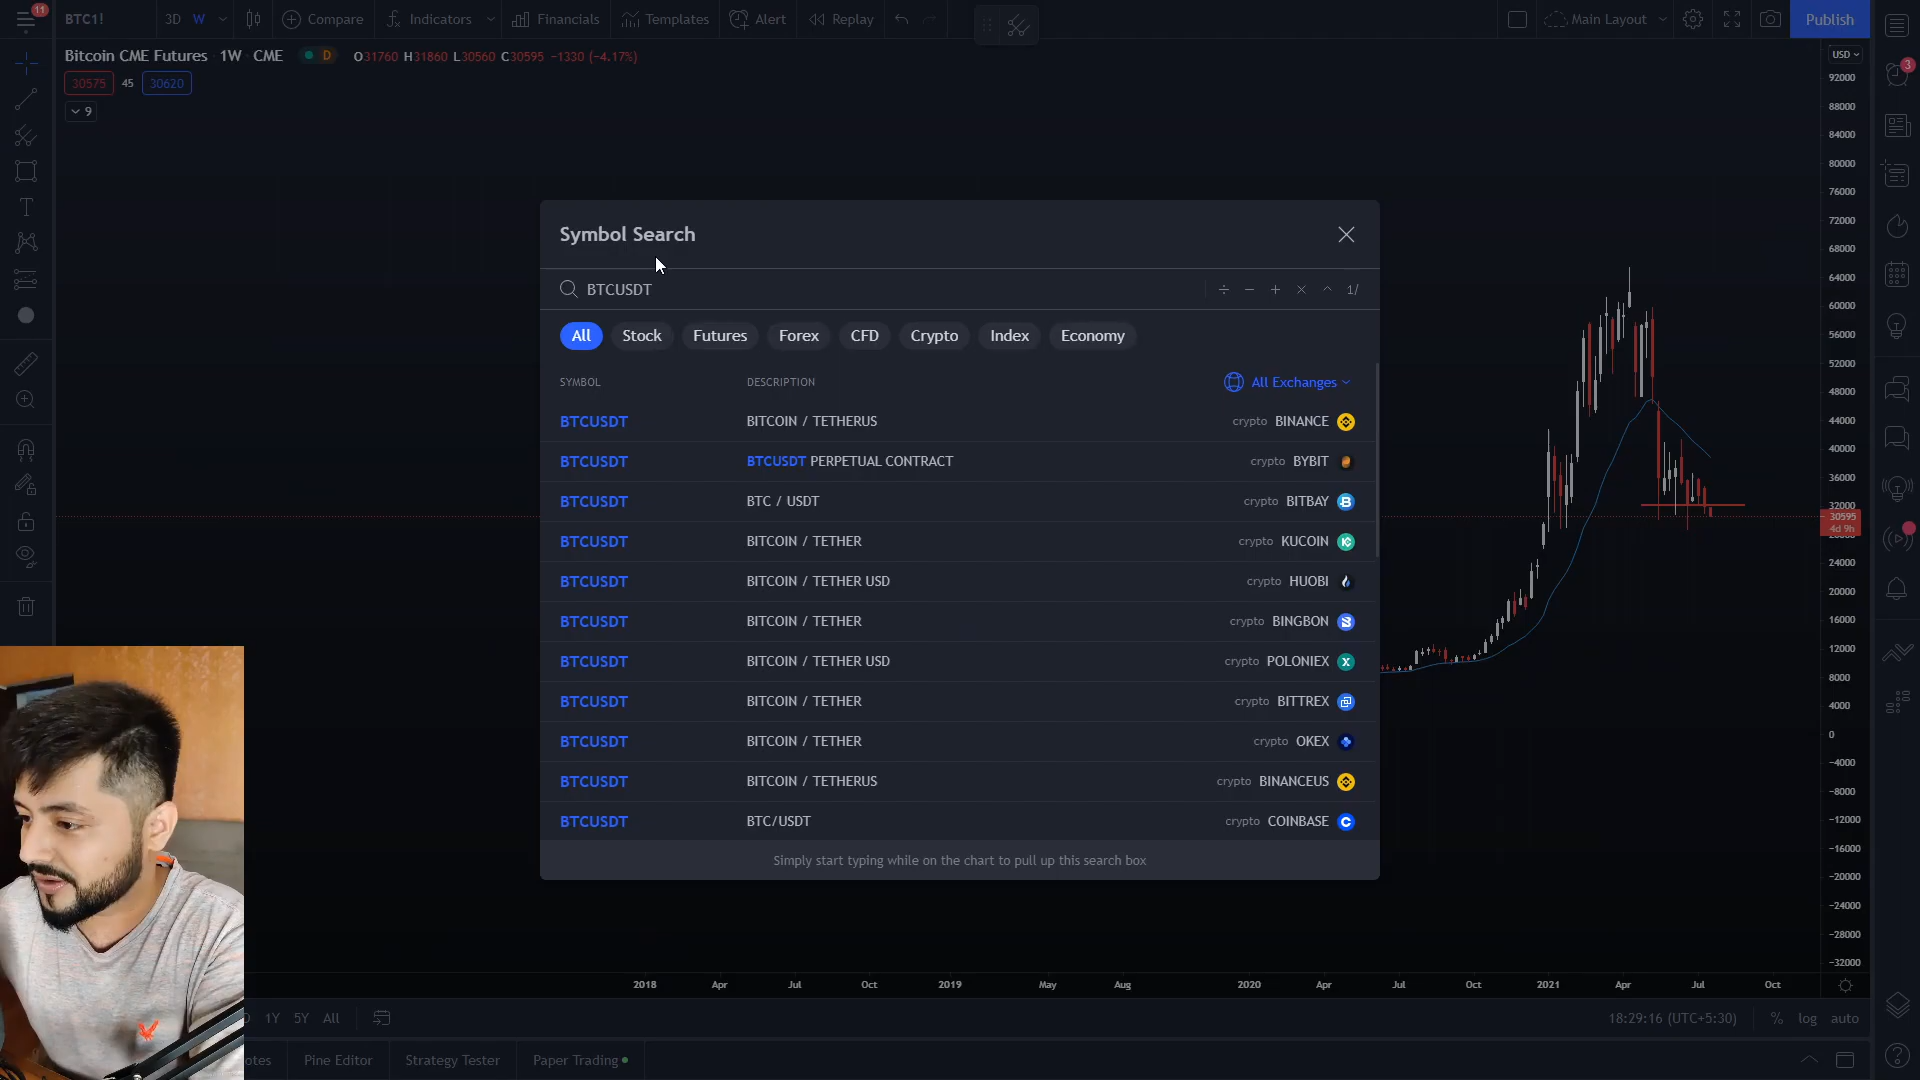 11
BTC1! 3D W Compare Indicators Financials Templates Alert Replay Main Layout Publish
Bitcoin CME Futures 1W CME D O31760 H31860 L30560 C30595 −1330 (−4.17%)
USD
30575 45 30620
9
3
92000
88000
84000
80000
76000
72000
68000
64000
60000
56000
52000
48000
44000
40000
36000
32000
30595
4d 9h
24000
20000
16000
12000
8000
4000
0
−4000
−8000
−12000
−16000
−20000
−24000
−28000
−32000
Symbol Search
BTCUSDT ÷ − + × ^ 1/
All Stock Futures Forex CFD Crypto Index Economy
SYMBOL DESCRIPTION All Exchanges
BTCUSDT BITCOIN / TETHERUS crypto BINANCE
BTCUSDT BTCUSDT PERPETUAL CONTRACT crypto BYBIT
BTCUSDT BTC / USDT crypto BITBAY
BTCUSDT BITCOIN / TETHER crypto KUCOIN
BTCUSDT BITCOIN / TETHER USD crypto HUOBI
BTCUSDT BITCOIN / TETHER crypto BINGBON
BTCUSDT BITCOIN / TETHER USD crypto POLONIEX
BTCUSDT BITCOIN / TETHER crypto BITTREX
BTCUSDT BITCOIN / TETHER crypto OKEX
BTCUSDT BITCOIN / TETHERUS crypto BINANCEUS
BTCUSDT BTC/USDT crypto COINBASE
Simply start typing while on the chart to pull up this search box
2018 Apr Jul Oct 2019 May Aug 2020 Apr Jul Oct 2021 Apr Jul Oct
1Y 5Y All 18:29:16 (UTC+5:30) % log auto
otes Pine Editor Strategy Tester Paper Trading